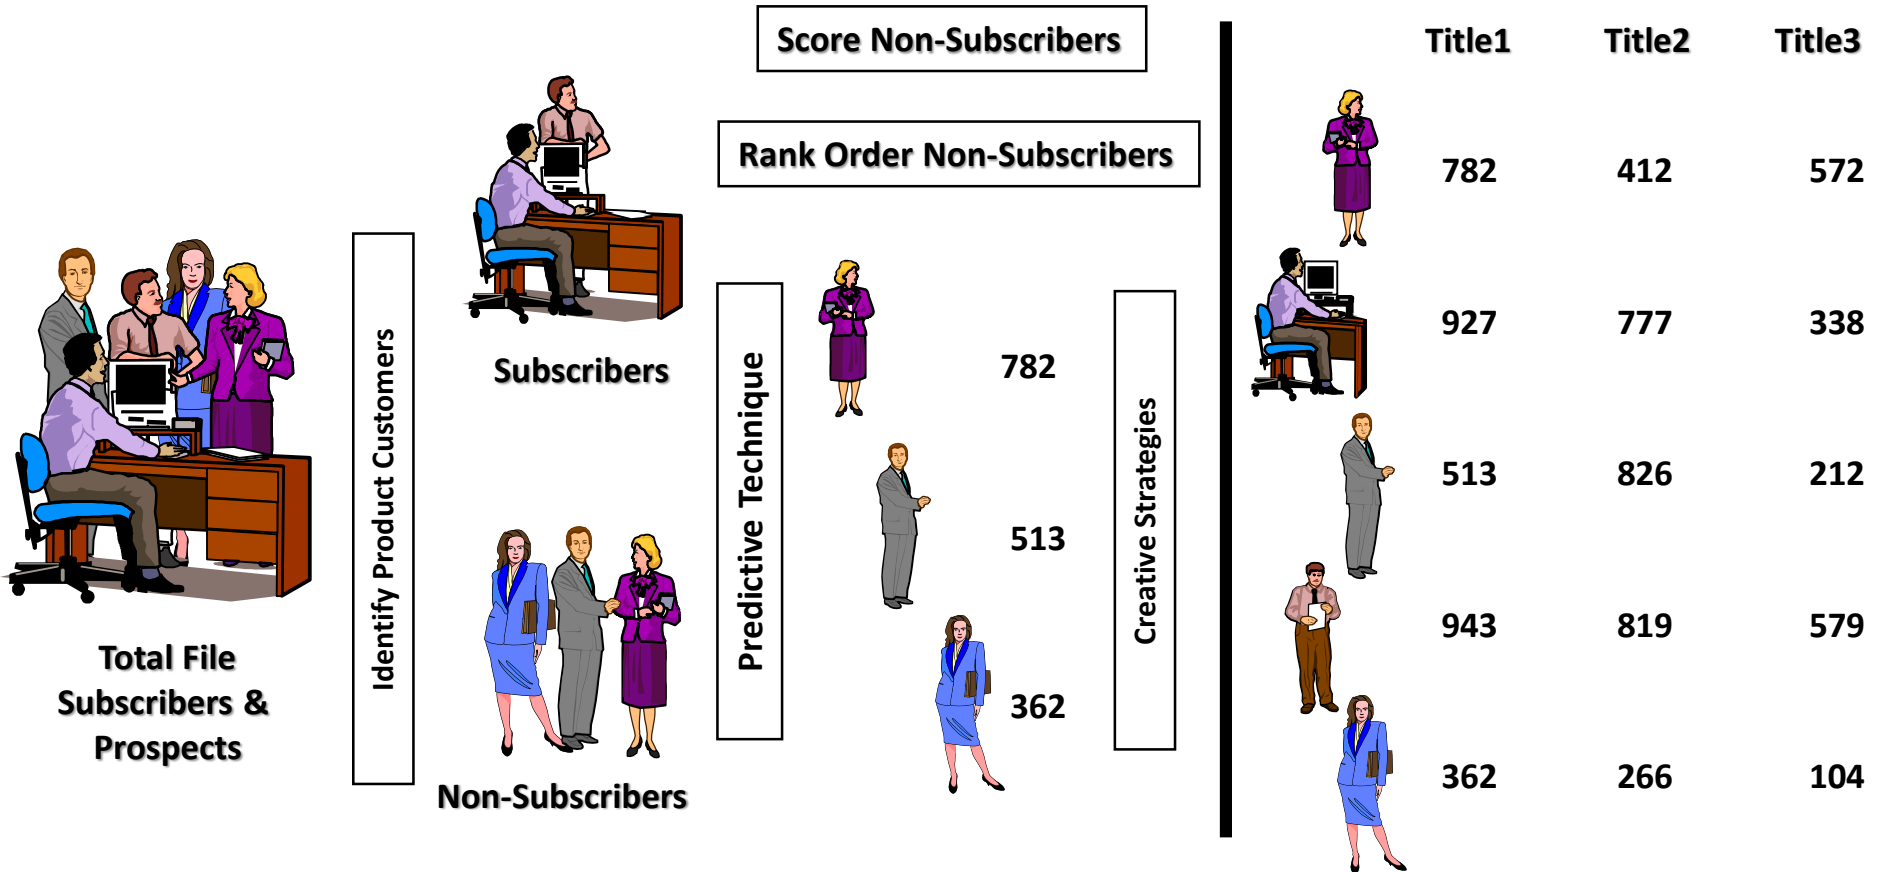 Total File
Subscribers &
Prospects
Identify Product Customers
Subscribers
Non-Subscribers
Score Non-Subscribers
Rank Order Non-Subscribers
Predictive Technique
782
513
362
Creative Strategies
Title1 Title2 Title3
782 412 572
927 777 338
513 826 212
943 819 579
362 266 104